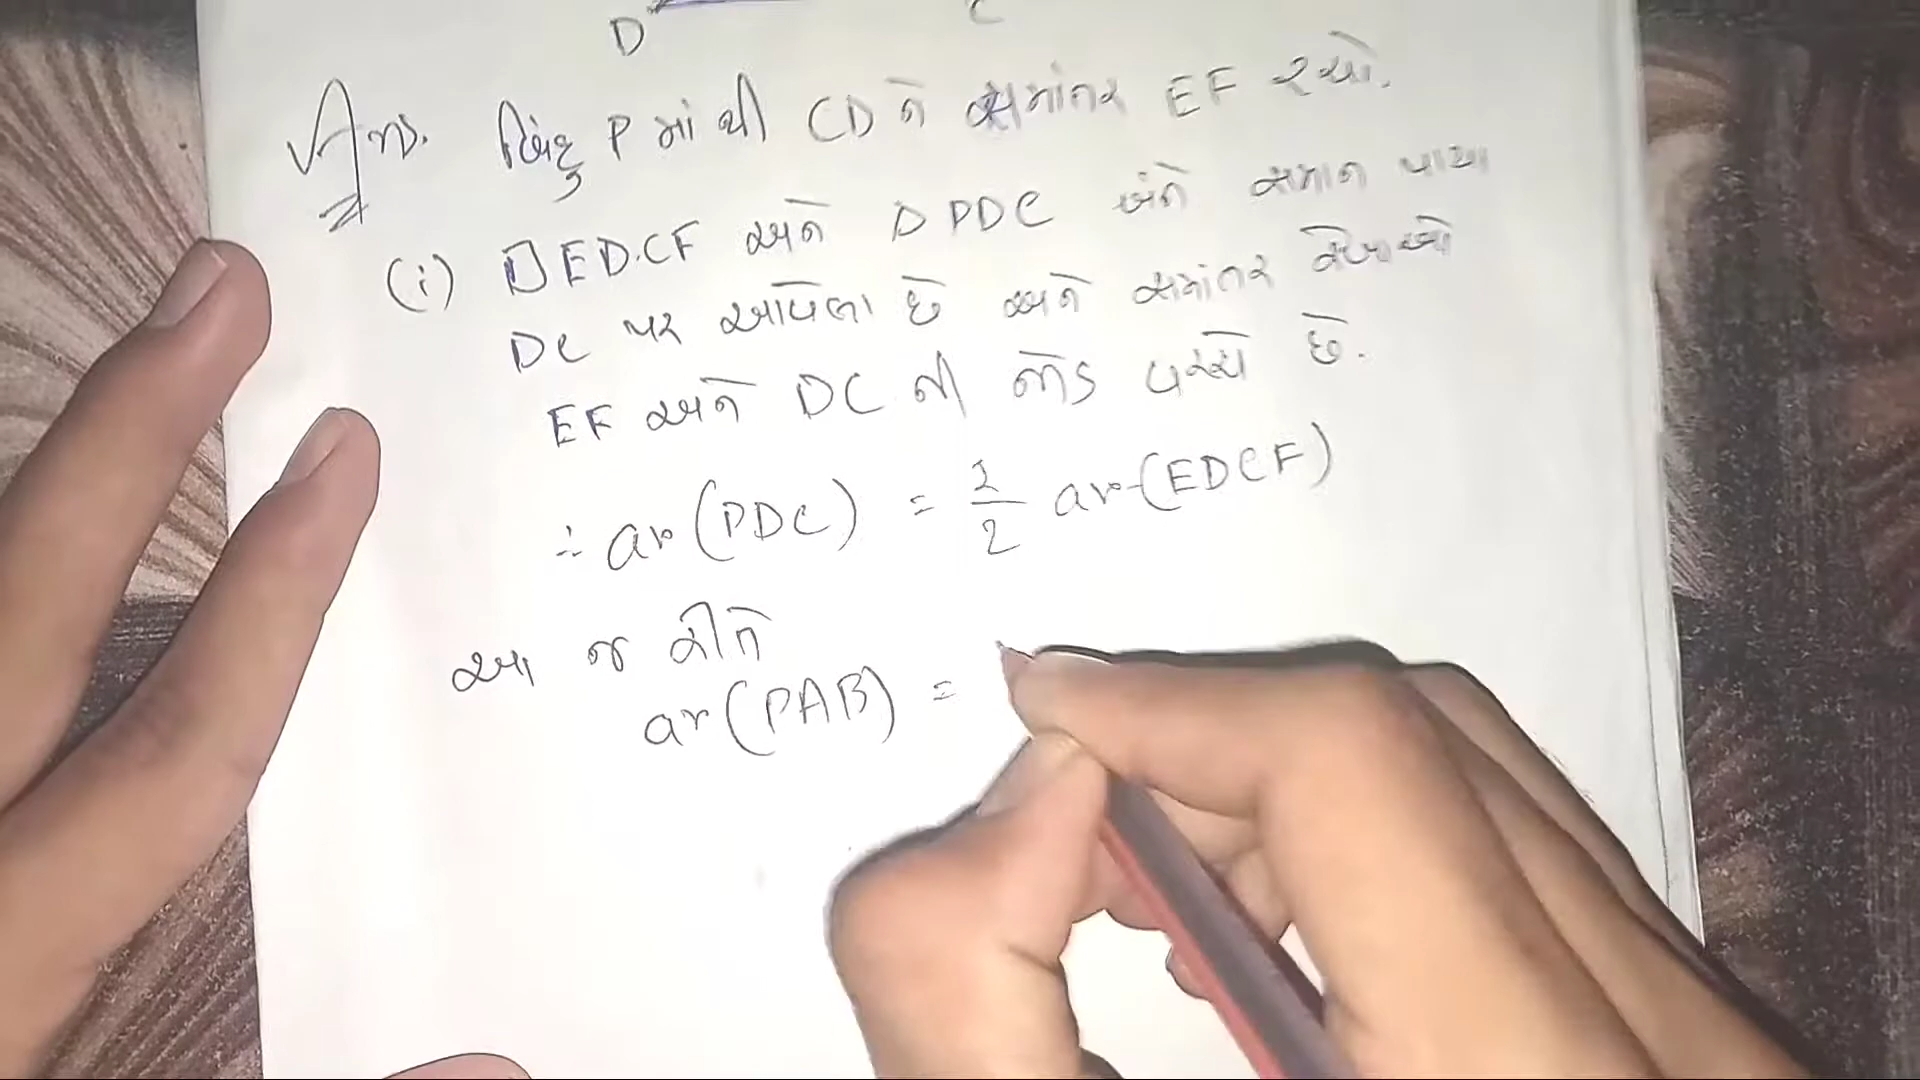 D C
Ans. બિંદુ P માંથી CD ને સમાંતર EF રચો.
(i) □EDCF અને Δ PDC બંને સમાન પાયા
DC પર આવેલા છે અને સમાંતર રેખાઓ
EF અને DC ની જોડ વચ્ચે છે.
∴ ar (PDC) = 1/2 ar (EDCF)
આ જ રીતે
ar (PAB) =